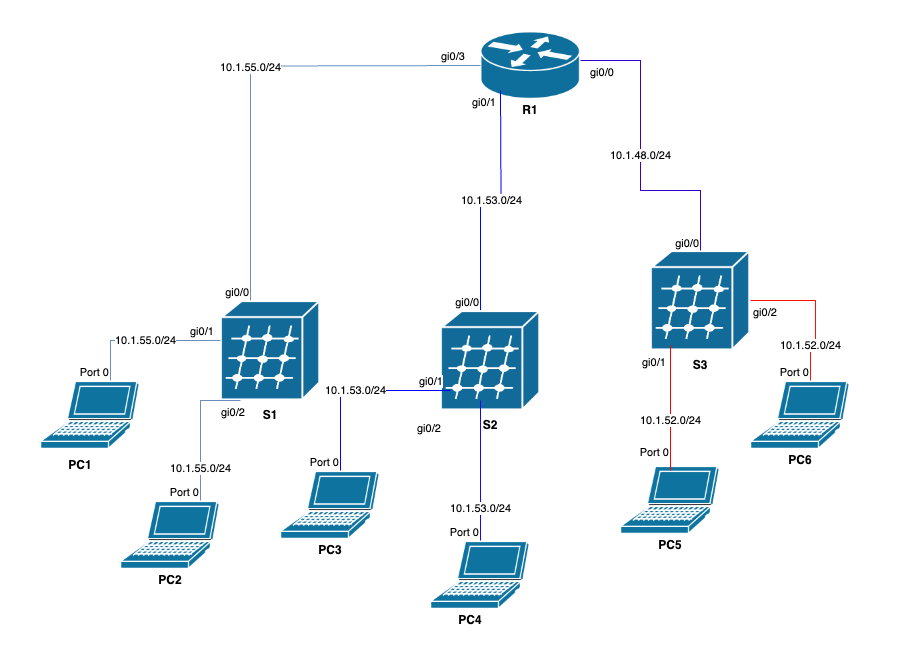 gi0/3
10.1.55.0/24
gi0/0
gi0/1
R1
10.1.48.0/24
10.1.53.0/24
gi0/0
gi0/0
gi0/0
gi0/2
gi0/1
10.1.55.0/24
10.1.52.0/24
gi0/1
S3
Port 0
Port 0
gi0/1
10.1.53.0/24
gi0/2
S1
10.1.52.0/24
S2
gi0/2
Port 0
PC6
PC1
Port 0
10.1.55.0/24
Port 0
10.1.53.0/24
Port 0
PC5
PC3
PC2
PC4